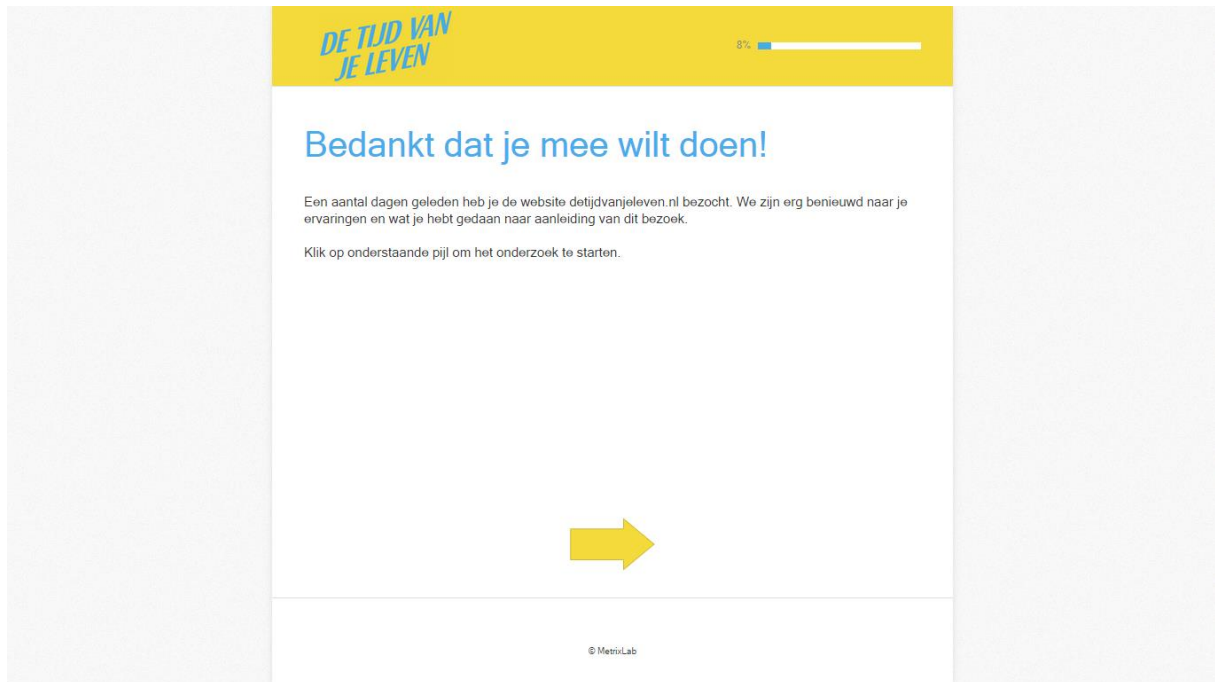 DE TIJD VAN
JE LEVEN
8%
Bedankt dat je mee wilt doen!
Een aantal dagen geleden heb je de website detijdvanjeleven.nl bezocht. We zijn erg benieuwd naar je
ervaringen en wat je hebt gedaan naar aanleiding van dit bezoek.
Klik op onderstaande pijl om het onderzoek te starten.
© MetrixLab